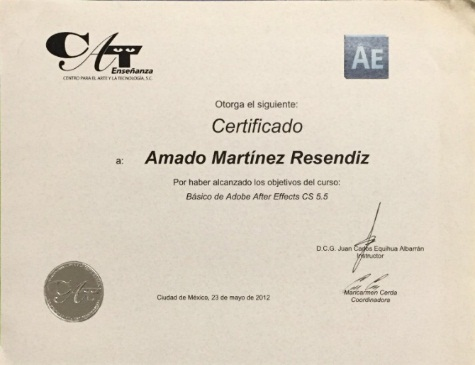 CAT
Enseñanza
CENTRO PARA EL ARTE Y LA TECNOLOGÍA, S.C.
AE
Otorga el siguiente:
Certificado
a: Amado Martínez Resendiz
Por haber alcanzado los objetivos del curso:
Básico de Adobe After Effects CS 5.5
D.C.G. Juan Carlos Equihua Albarrán
Instructor
Ciudad de México, 23 de mayo de 2012
Maricarmen Cerda
Coordinadora